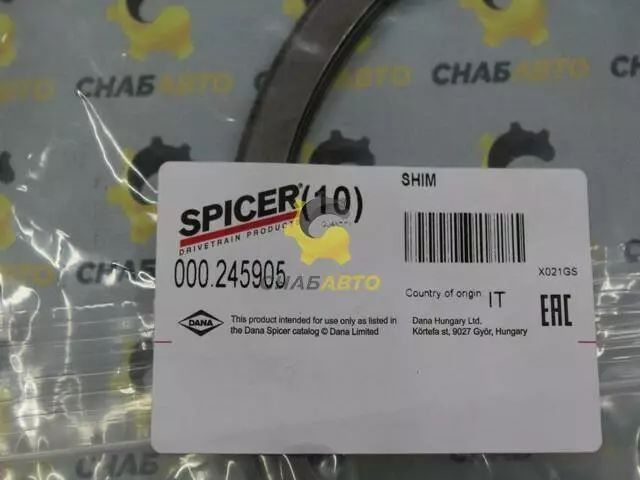 СНАБАВТО
СНАБАВТО
SPICER (10)
DRIVETRAIN PRODUCTS
SHIM
000.245905
СНАБАВТО
X021GS
Country of origin IT
EAC
DANA
This product intended for use only as listed in
the Dana Spicer catalog © Dana Limited
Dana Hungary Ltd.
Körtefa st, 9027 Győr, Hungary
СНАБ